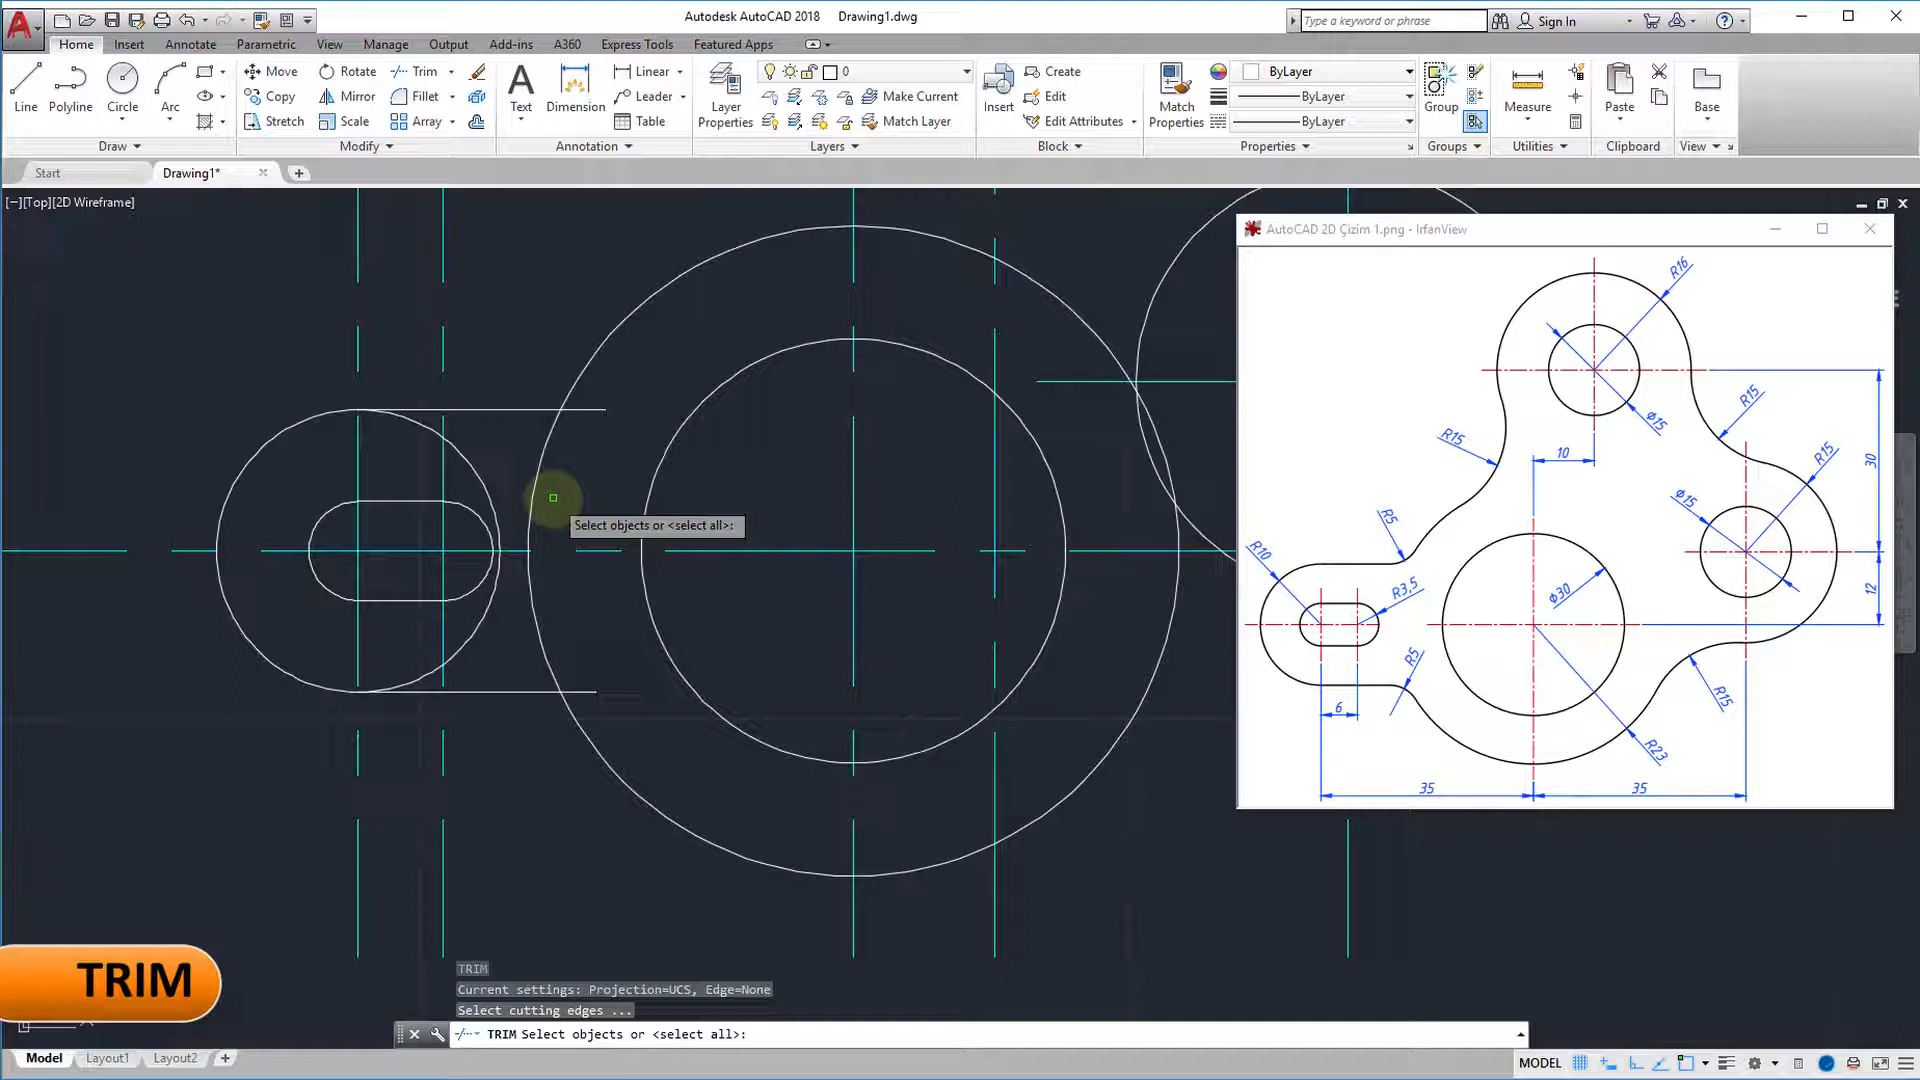 Autodesk AutoCAD 2018 Drawing1.dwg
Type a keyword or phrase
Sign In
Home Insert Annotate Parametric View Manage Output Add-ins A360 Express Tools Featured Apps
Line Polyline Circle Arc
Move Rotate Trim
Copy Mirror Fillet
Stretch Scale Array
Text Dimension
Linear
Leader
Table
Layer Properties
0
Make Current
Match Layer
Insert
Create
Edit
Edit Attributes
Match Properties
ByLayer
ByLayer
ByLayer
Group
Measure
Paste
Base
Draw Modify Annotation Layers Block Properties Groups Utilities Clipboard View
Start Drawing1*
[−][Top][2D Wireframe]
AutoCAD 2D Çizim 1.png - IrfanView
R16
Φ15
R15
R15
10
R15
30
Φ15
R5
R10
R3,5
Φ30
12
R5
R15
6
R23
35
35
Select objects or <select all>:
TRIM
TRIM
Current settings: Projection=UCS, Edge=None
Select cutting edges ...
TRIM Select objects or <select all>:
Model Layout1 Layout2
MODEL